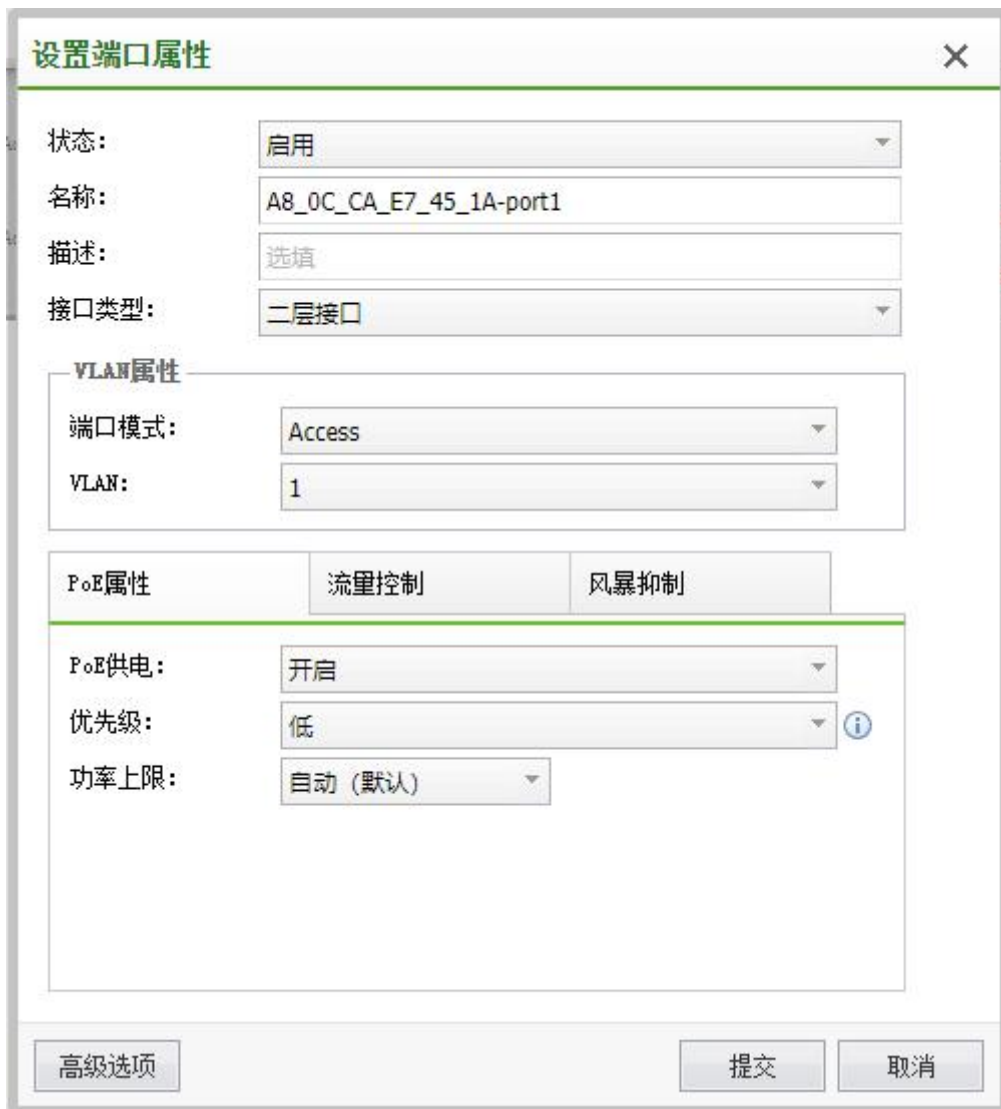 设置端口属性
状态： 启用
名称： A8_0C_CA_E7_45_1A-port1
描述： 选填
接口类型： 二层接口
VLAN属性
端口模式： Access
VLAN： 1
PoE属性 流量控制 风暴抑制
PoE供电： 开启
优先级： 低
功率上限： 自动（默认）
高级选项 提交 取消